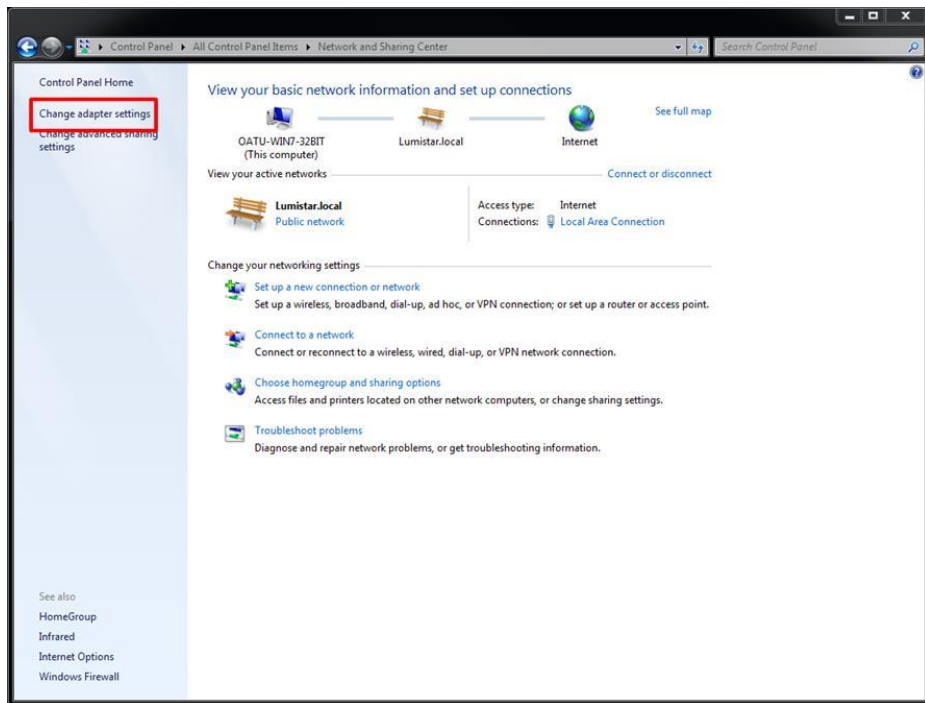 Control Panel ▸ All Control Panel Items ▸ Network and Sharing Center
Search Control Panel
Control Panel Home
Change adapter settings
Change advanced sharing
settings
View your basic network information and set up connections
See full map
OATU-WIN7-32BIT
(This computer)
Lumistar.local
Internet
View your active networks
Connect or disconnect
Lumistar.local
Public network
Access type: Internet
Connections: Local Area Connection
Change your networking settings
Set up a new connection or network
Set up a wireless, broadband, dial-up, ad hoc, or VPN connection; or set up a router or access point.
Connect to a network
Connect or reconnect to a wireless, wired, dial-up, or VPN network connection.
Choose homegroup and sharing options
Access files and printers located on other network computers, or change sharing settings.
Troubleshoot problems
Diagnose and repair network problems, or get troubleshooting information.
See also
HomeGroup
Infrared
Internet Options
Windows Firewall